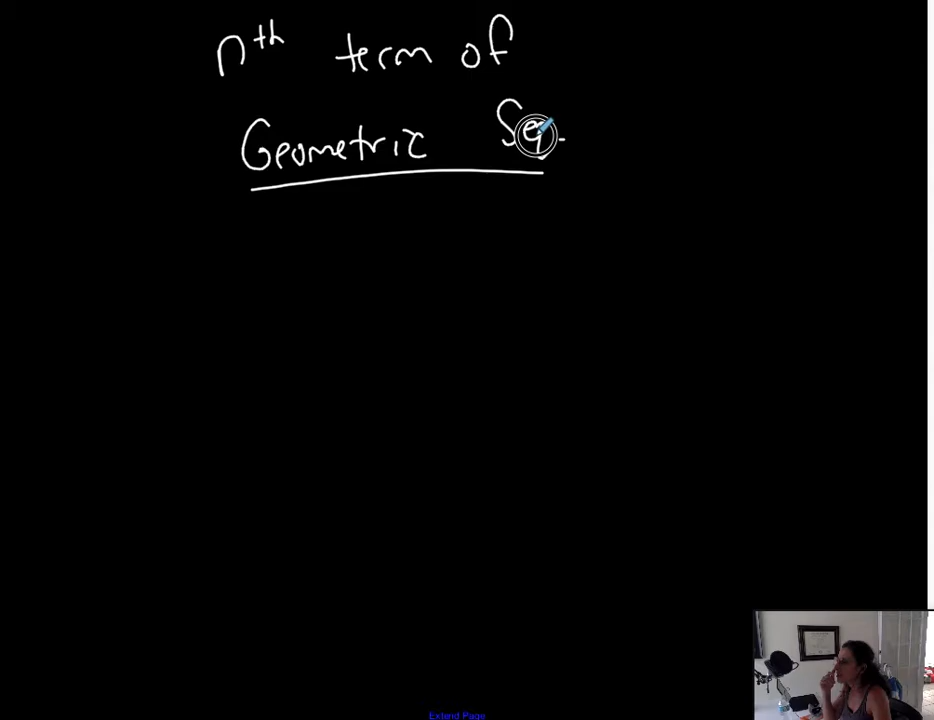 nth term of
Geometric Seq.
Extend Page